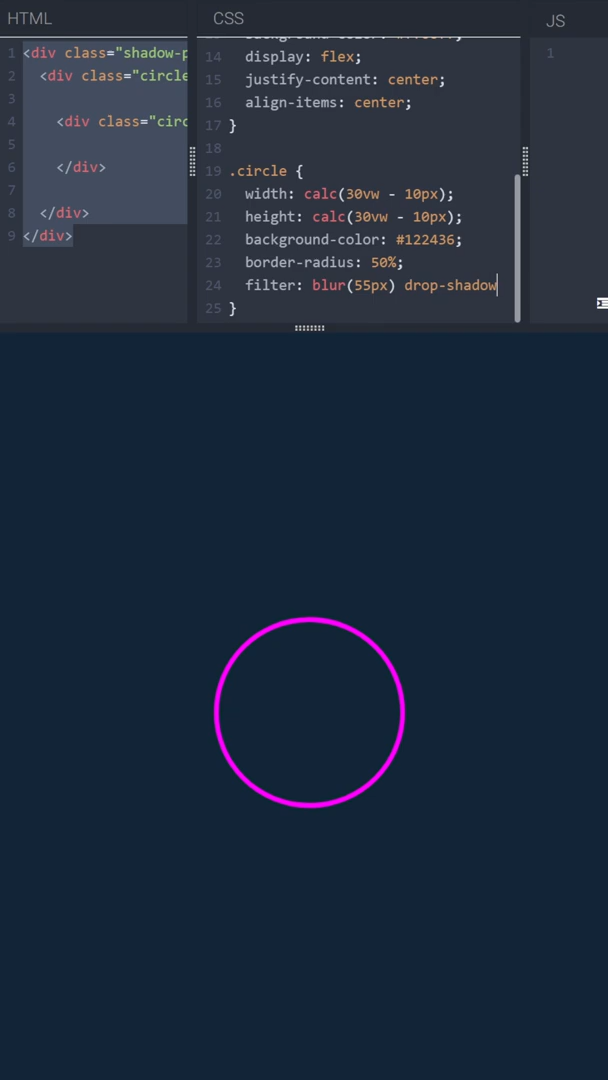 HTML
CSS
JS
1 <div class="shadow-p
2 <div class="circle
3
4 <div class="circ
5
6 </div>
7
8 </div>
9 </div>
14 display: flex;
15 justify-content: center;
16 align-items: center;
17 }
18
19 .circle {
20 width: calc(30vw - 10px);
21 height: calc(30vw - 10px);
22 background-color: #122436;
23 border-radius: 50%;
24 filter: blur(55px) drop-shadow
25 }
1